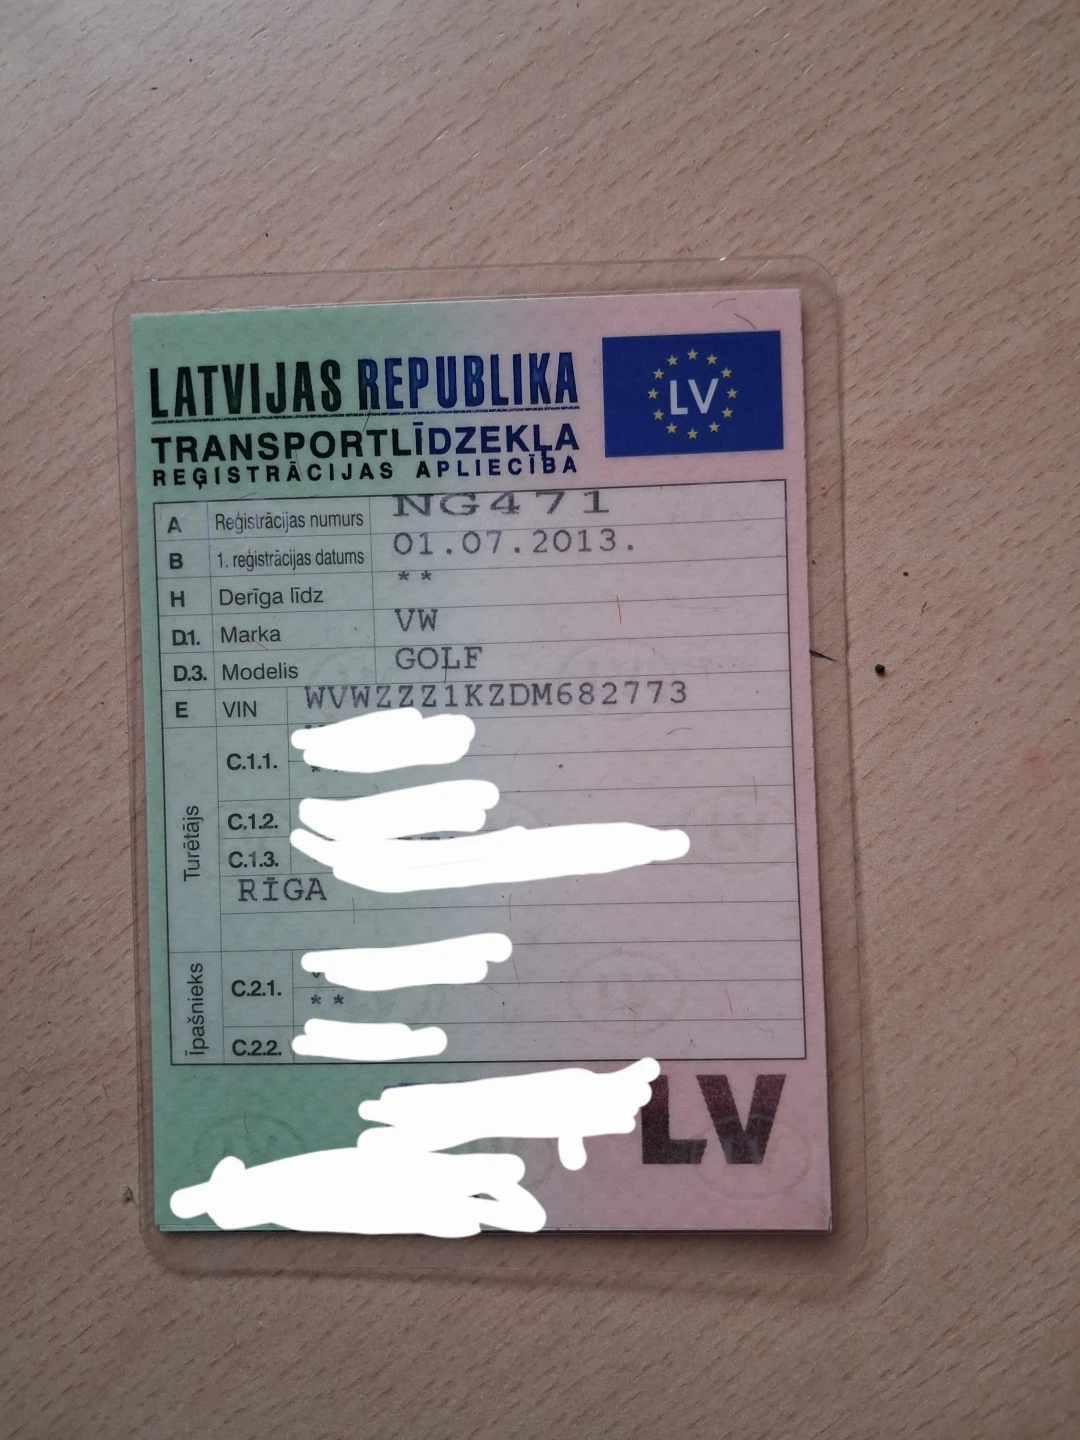 LATVIJAS REPUBLIKA
TRANSPORTLĪDZEKĻA
REĢISTRĀCIJAS APLIECĪBA
LV
A Reģistrācijas numurs NG471
B 1. reģistrācijas datums 01.07.2013.
H Derīga līdz **
D.1. Marka VW
D.3. Modelis GOLF
E VIN WVWZZZ1KZDM682773
Turētājs
C.1.1.
*
C.1.2.
C.1.3.
RĪGA
Īpašnieks
C.2.1.
**
C.2.2.
LV